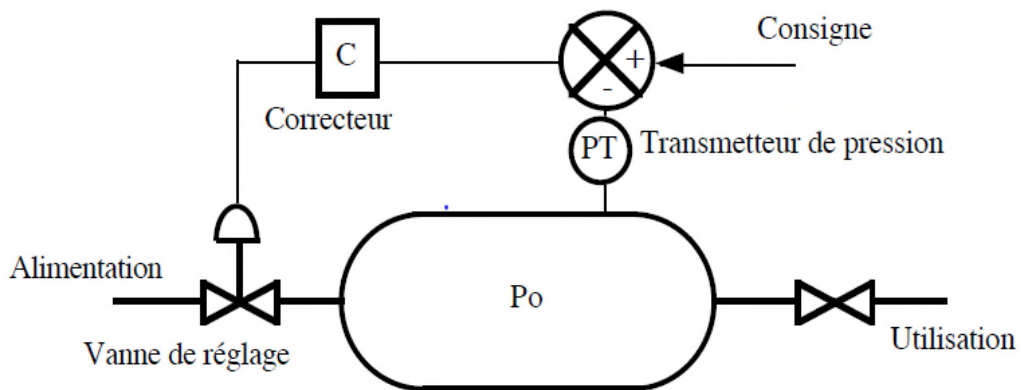 Consigne
C
+
-
Correcteur
PT
Transmetteur de pression
Alimentation
Po
Vanne de réglage
Utilisation